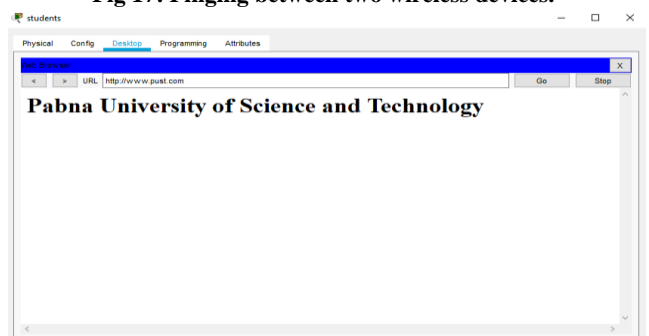 Fig 17: Pinging between two wireless devices.
students
Physical Config Desktop Programming Attributes
Web Browser X
< > URL http://www.pust.com Go Stop
Pabna University of Science and Technology